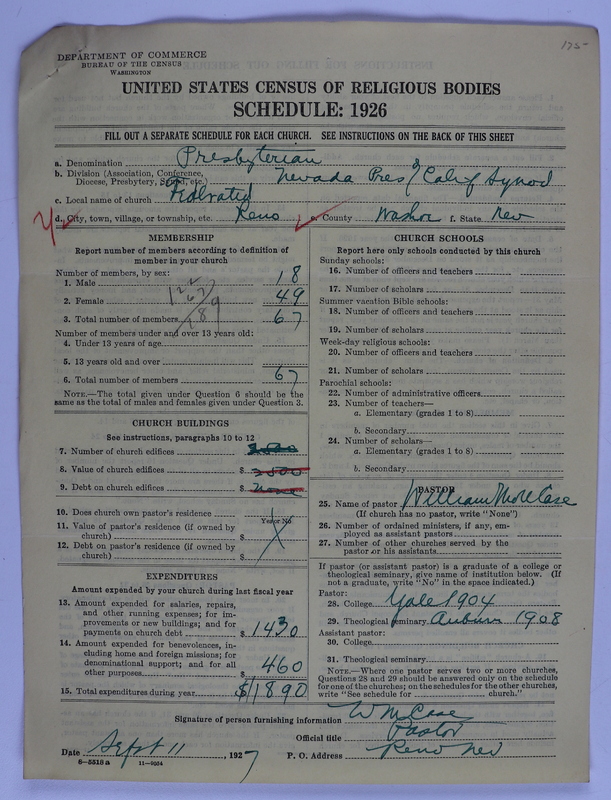 175-
DEPARTMENT OF COMMERCE
BUREAU OF THE CENSUS
WASHINGTON
UNITED STATES CENSUS OF RELIGIOUS BODIES
SCHEDULE: 1926
FILL OUT A SEPARATE SCHEDULE FOR EACH CHURCH. SEE INSTRUCTIONS ON THE BACK OF THIS SHEET
a. Denomination Presbyterian
b. Division (Association, Conference, Diocese, Presbytery, Synod, etc.) Nevada Pres / Calif Synod
c. Local name of church Federated
d. City, town, village, or township, etc. Reno e. County Washoe f. State Nev
MEMBERSHIP
Report number of members according to definition of
member in your church
Number of members, by sex:
1. Male 18
2. Female 49
3. Total number of members 67
Number of members under and over 13 years old:
4. Under 13 years of age
5. 13 years old and over
6. Total number of members 67
NOTE.—The total given under Question 6 should be
same as the total of males and females given under Question 3.
CHURCH BUILDINGS
See instructions, paragraphs 10 to 12
7. Number of church edifices
8. Value of church edifices $ 2500
9. Debt on church edifices $ None
10. Does church own pastor's residence
Yes or No
11. Value of pastor's residence (if owned by
church) $
12. Debt on pastor's residence (if owned by
church) $
EXPENDITURES
Amount expended by your church during last fiscal year
13. Amount expended for salaries, repairs,
and other running expenses; for im-
provements or new buildings; and for
payments on church debt $ 1430
14. Amount expended for benevolences, in-
cluding home and foreign missions; for
denominational support; and for all
other purposes $ 460
15. Total expenditures during year $ 1890
CHURCH SCHOOLS
Report here only schools conducted by this church
Sunday schools:
16. Number of officers and teachers
17. Number of scholars
Summer vacation Bible schools:
18. Number of officers and teachers
19. Number of scholars
Week-day religious schools:
20. Number of officers and teachers
21. Number of scholars
Parochial schools:
22. Number of administrative officers
23. Number of teachers—
a. Elementary (grades 1 to 8)
b. Secondary
24. Number of scholars—
a. Elementary (grades 1 to 8)
b. Secondary
PASTOR
25. Name of pastor William More Case
(If church has no pastor, write "None")
26. Number of ordained ministers, if any, em-
ployed as assistant pastors
27. Number of other churches served by the
pastor or his assistants
If pastor (or assistant pastor) is a graduate of a college or
theological seminary, give name of institution below. (If
not a graduate, write "No" in the space indicated.)
Pastor:
28. College Yale 1904
29. Theological seminary Auburn 1908
Assistant pastor:
30. College
31. Theological seminary
NOTE.—Where one pastor serves two or more churches,
Questions 28 and 29 should be answered only on the schedule
for one of the churches; on the schedules for the other churches,
write "See schedule for church."
Signature of person furnishing information W M Case
Official title Pastor
Date Sept 11, 1927 P. O. Address Reno Nev
8-5518a 11-9054